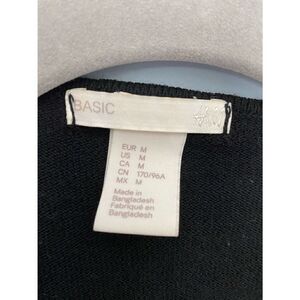 BASIC
H&M
EUR M
US M
CA M
CN 170/96A
MX M
Made in
Bangladesh
Fabriqué en
Bangladesh